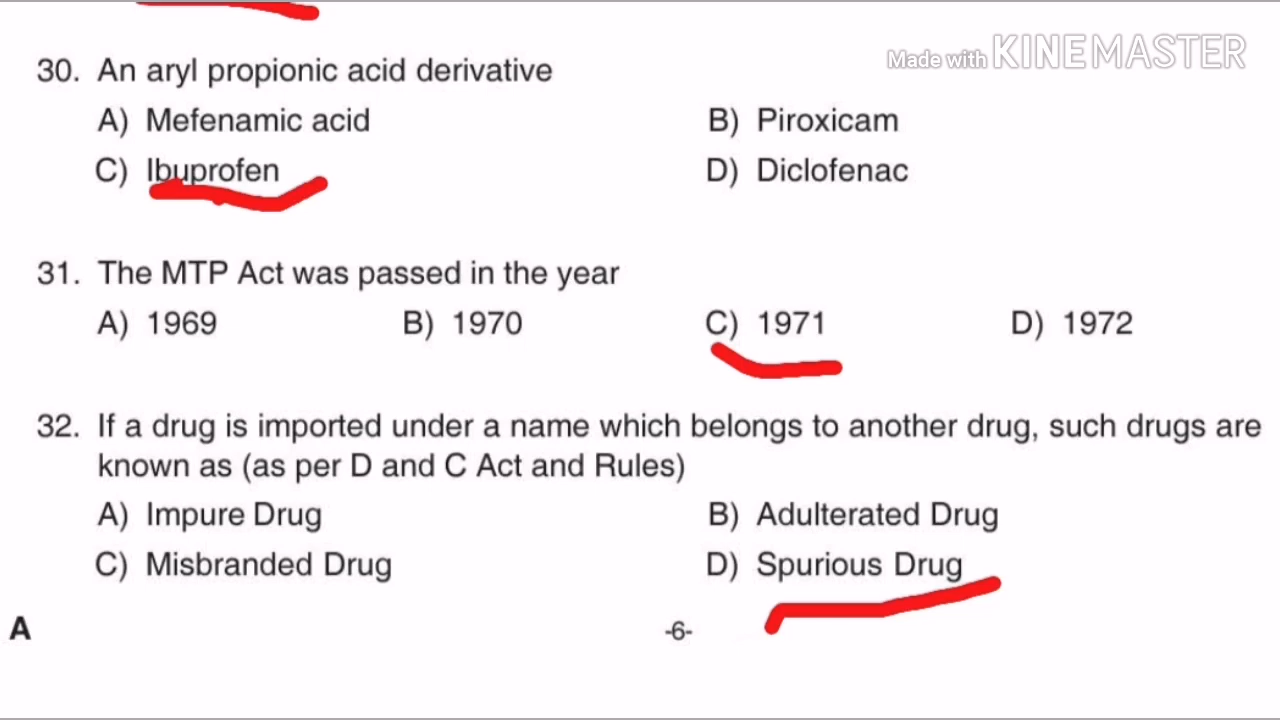 Made with KINEMASTER
30. An aryl propionic acid derivative
A) Mefenamic acid B) Piroxicam
C) Ibuprofen D) Diclofenac
31. The MTP Act was passed in the year
A) 1969 B) 1970 C) 1971 D) 1972
32. If a drug is imported under a name which belongs to another drug, such drugs are
known as (as per D and C Act and Rules)
A) Impure Drug B) Adulterated Drug
C) Misbranded Drug D) Spurious Drug
A -6-